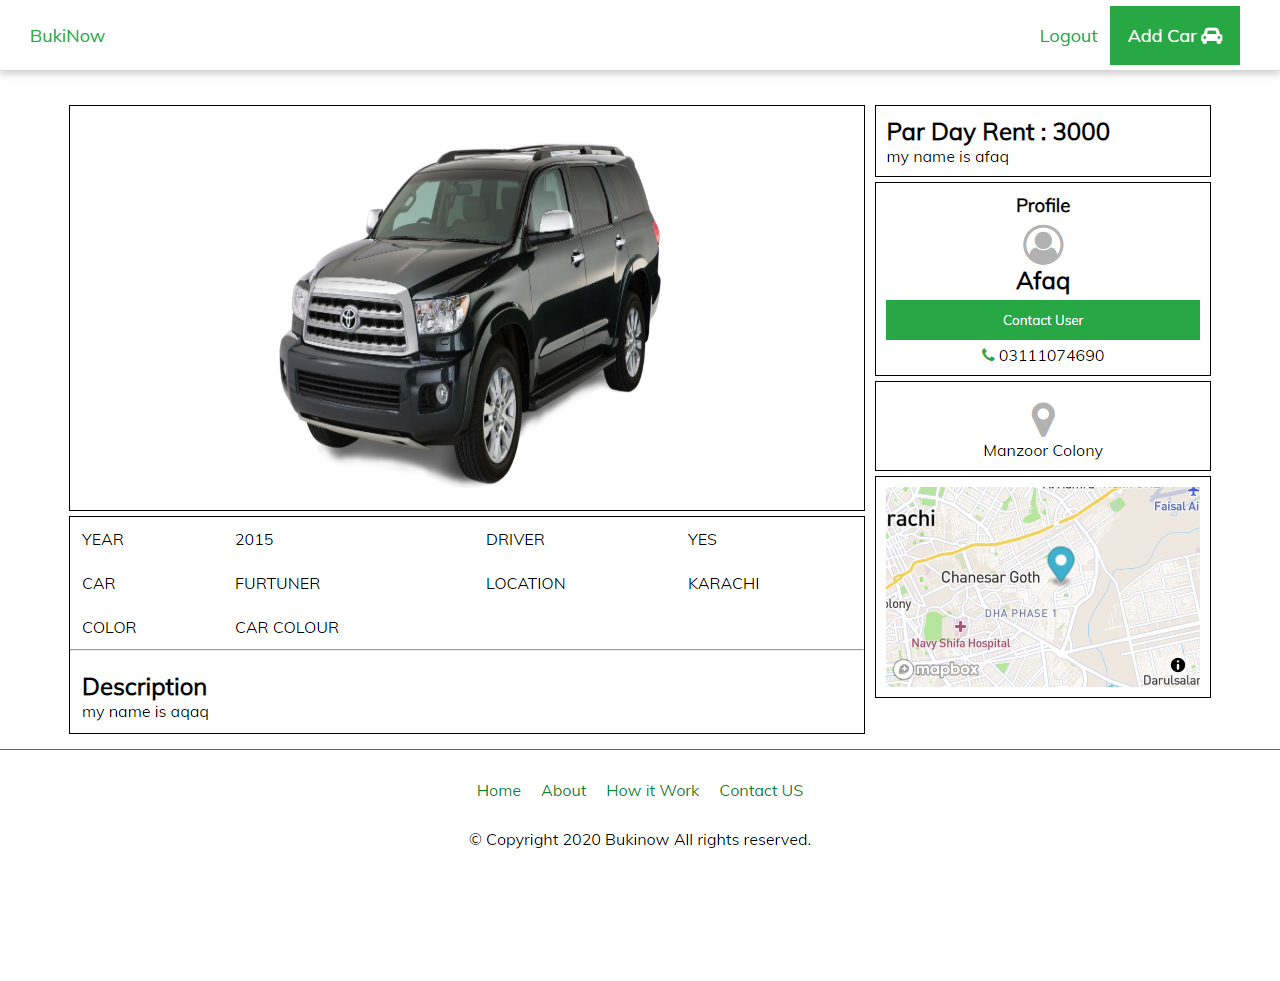 BukiNow
Logout
Add Car
Par Day Rent : 3000
my name is afaq
Profile
Afaq
Contact User
03111074690
Manzoor Colony
rachi
Faisal Ai
Chanesar Goth
olony
DHA PHASE 1
Navy Shifa Hospital
mapbox
Darulsalar
YEAR 2015 DRIVER YES
CAR FURTUNER LOCATION KARACHI
COLOR CAR COLOUR
Description
my name is aqaq
Home About How it Work Contact US
© Copyright 2020 Bukinow All rights reserved.